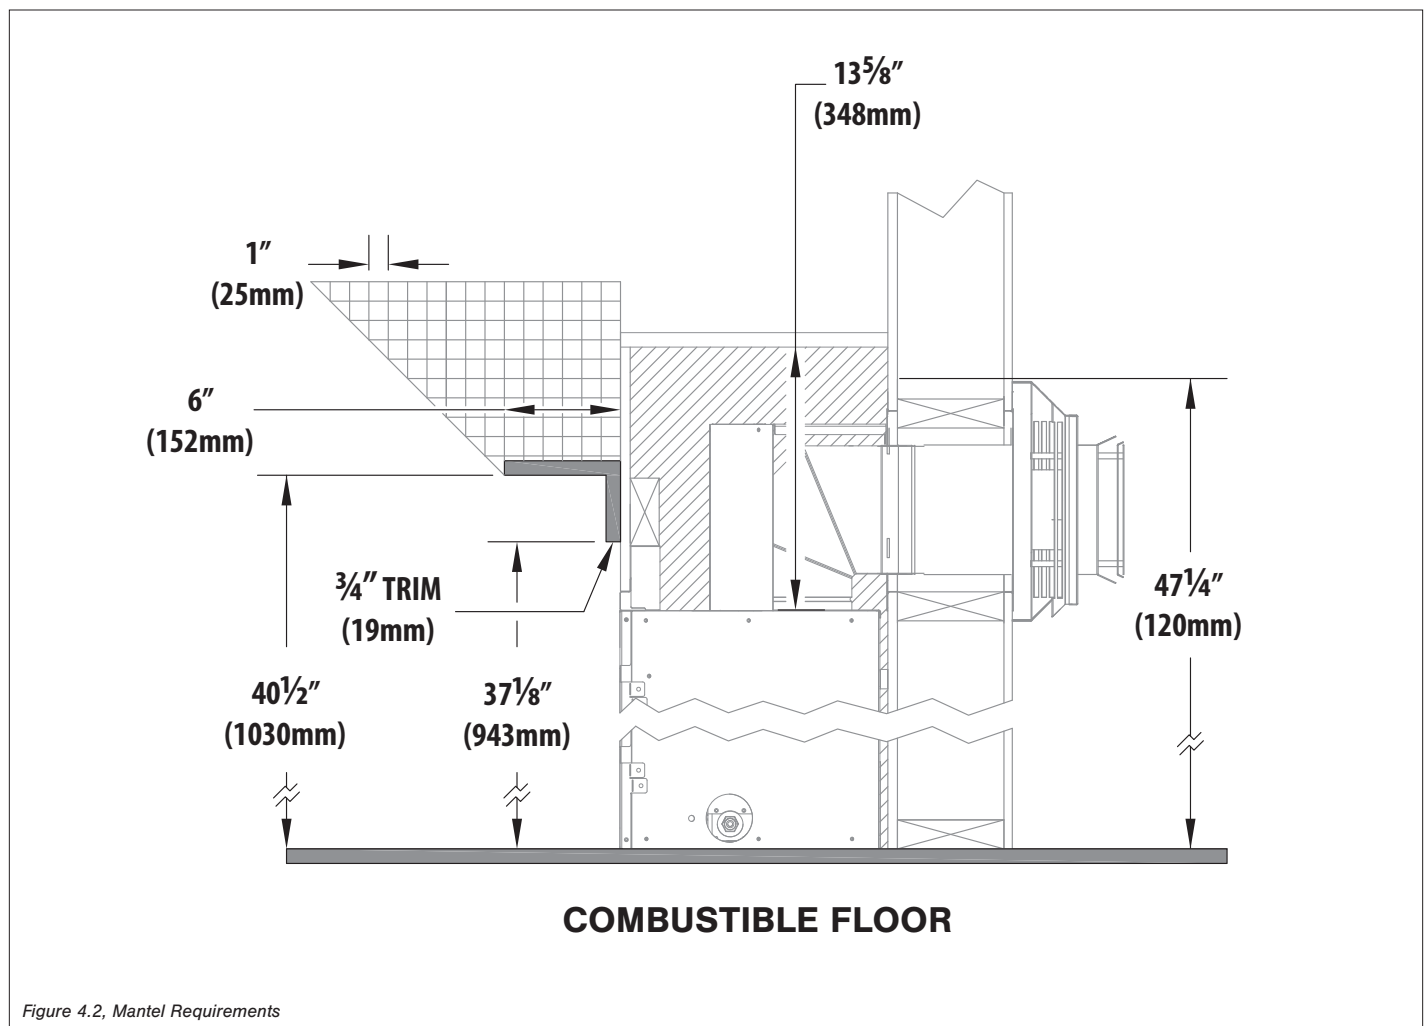 13⅝″
(348mm)
1″
(25mm)
6″
(152mm)
¾″ TRIM
(19mm)
47¼″
(120mm)
40½″
(1030mm)
37⅛″
(943mm)
COMBUSTIBLE FLOOR
Figure 4.2, Mantel Requirements